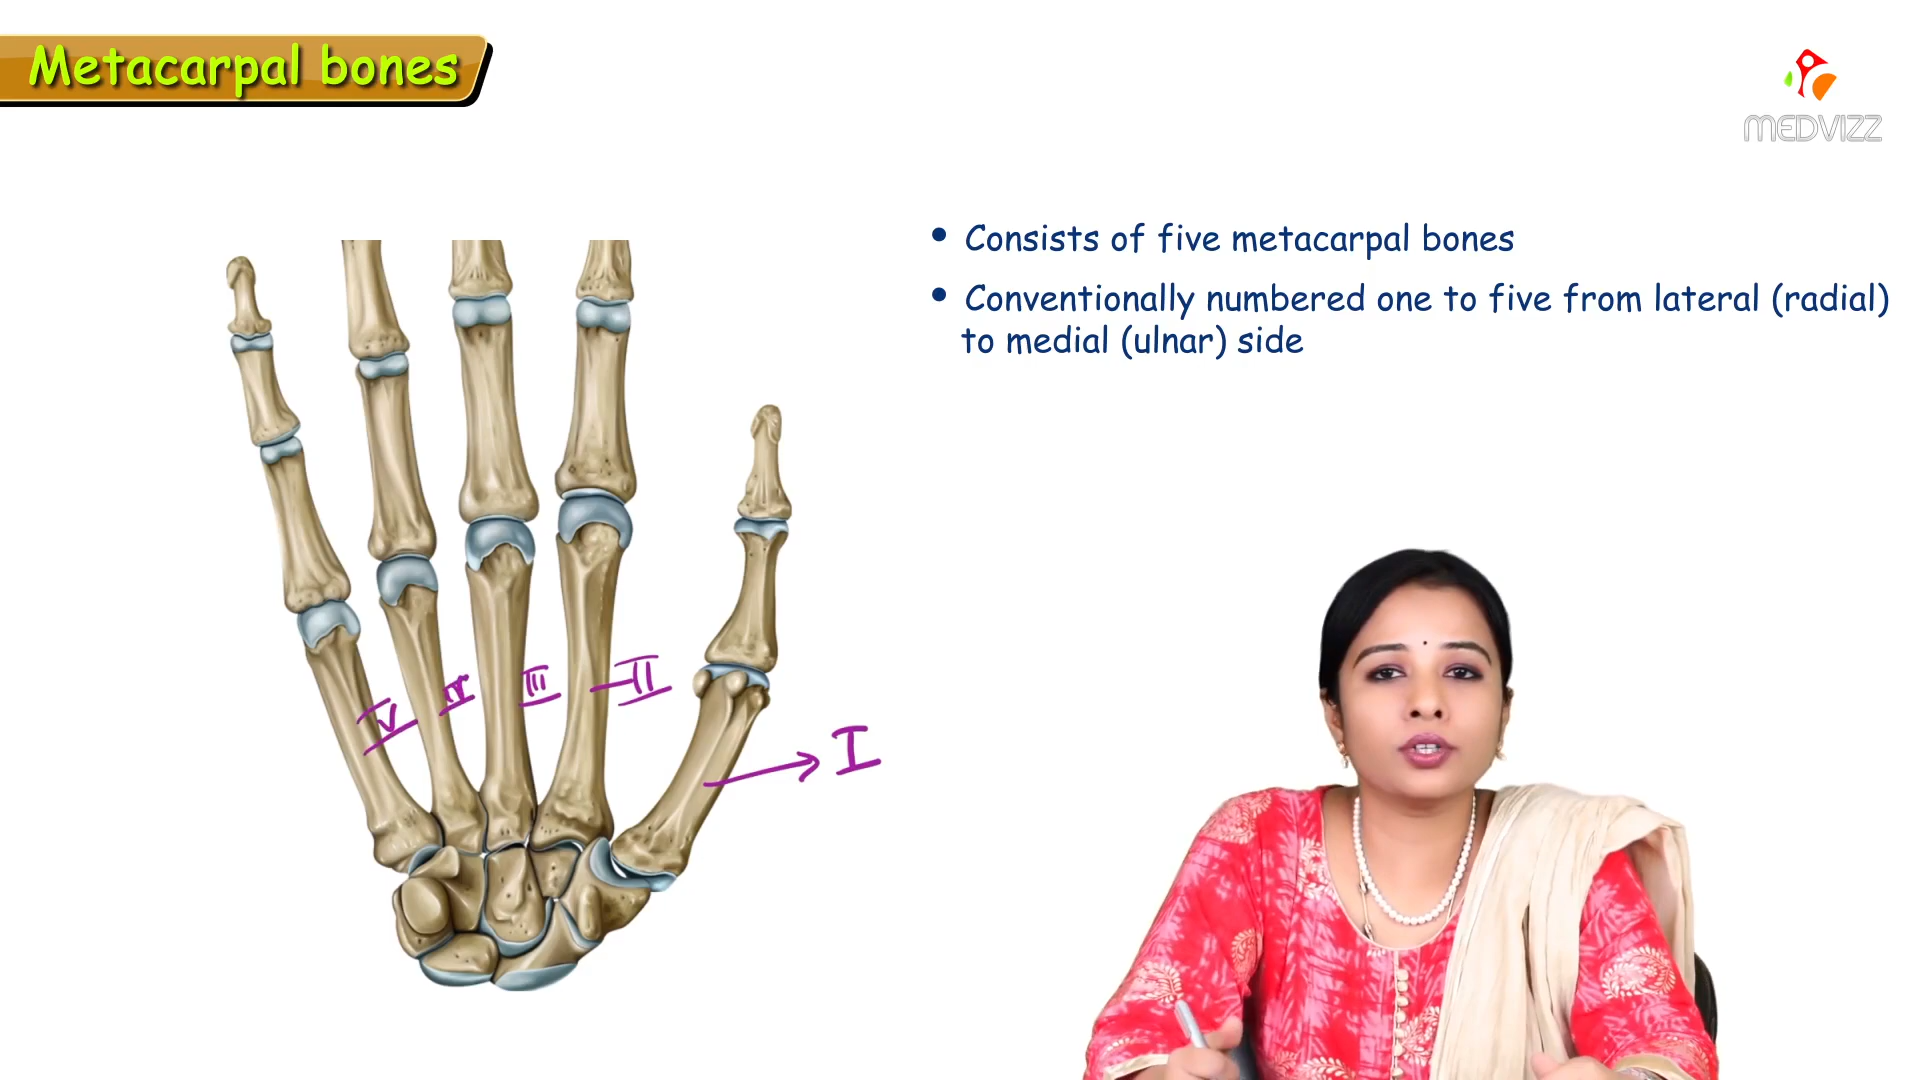 Metacarpal bones
MEDVIZZ
• Consists of five metacarpal bones
• Conventionally numbered one to five from lateral (radial)
to medial (ulnar) side
V IV III II
I